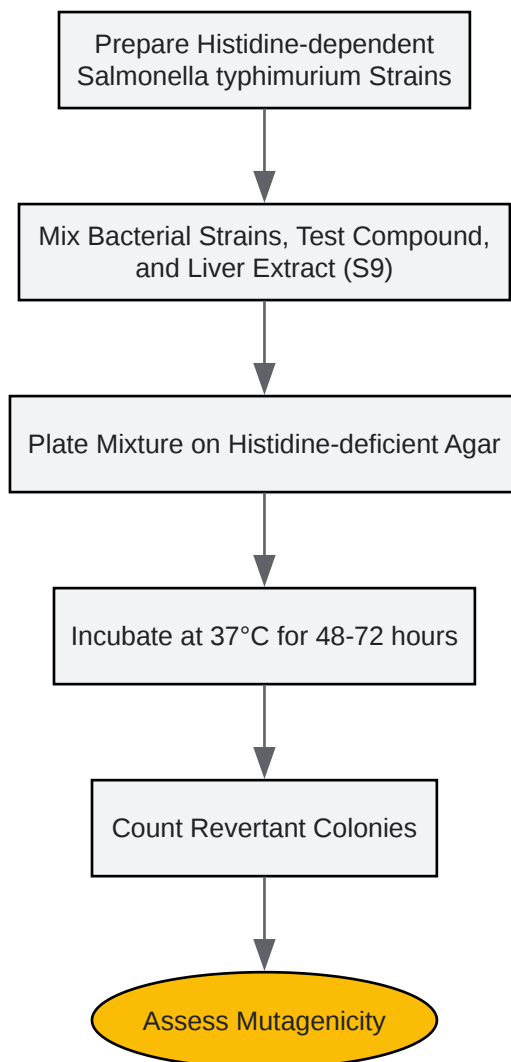 Prepare Histidine-dependent
Salmonella typhimurium Strains
Mix Bacterial Strains, Test Compound,
and Liver Extract (S9)
Plate Mixture on Histidine-deficient Agar
Incubate at 37°C for 48-72 hours
Count Revertant Colonies
Assess Mutagenicity